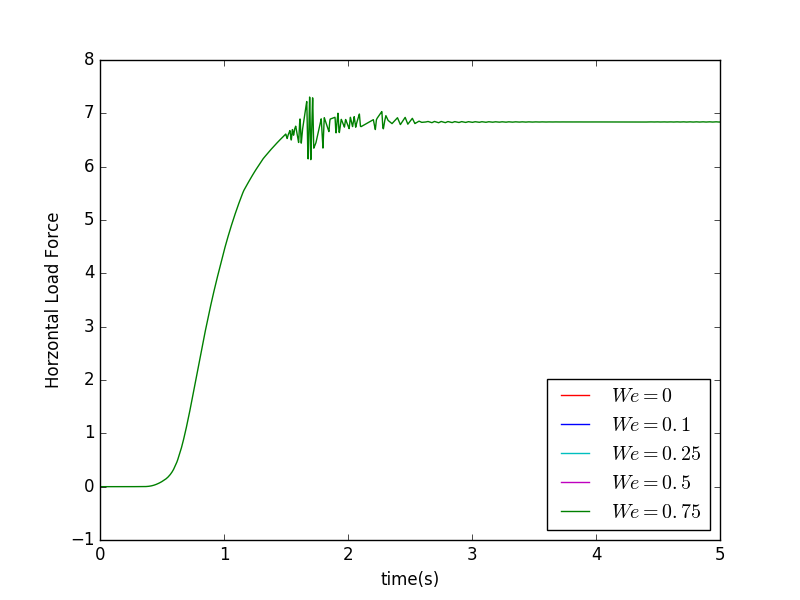 8
7
6
5
4
3
2
1
0
−1
Horzontal Load Force
0 1 2 3 4 5
time(s)
We = 0
We = 0.1
We = 0.25
We = 0.5
We = 0.75